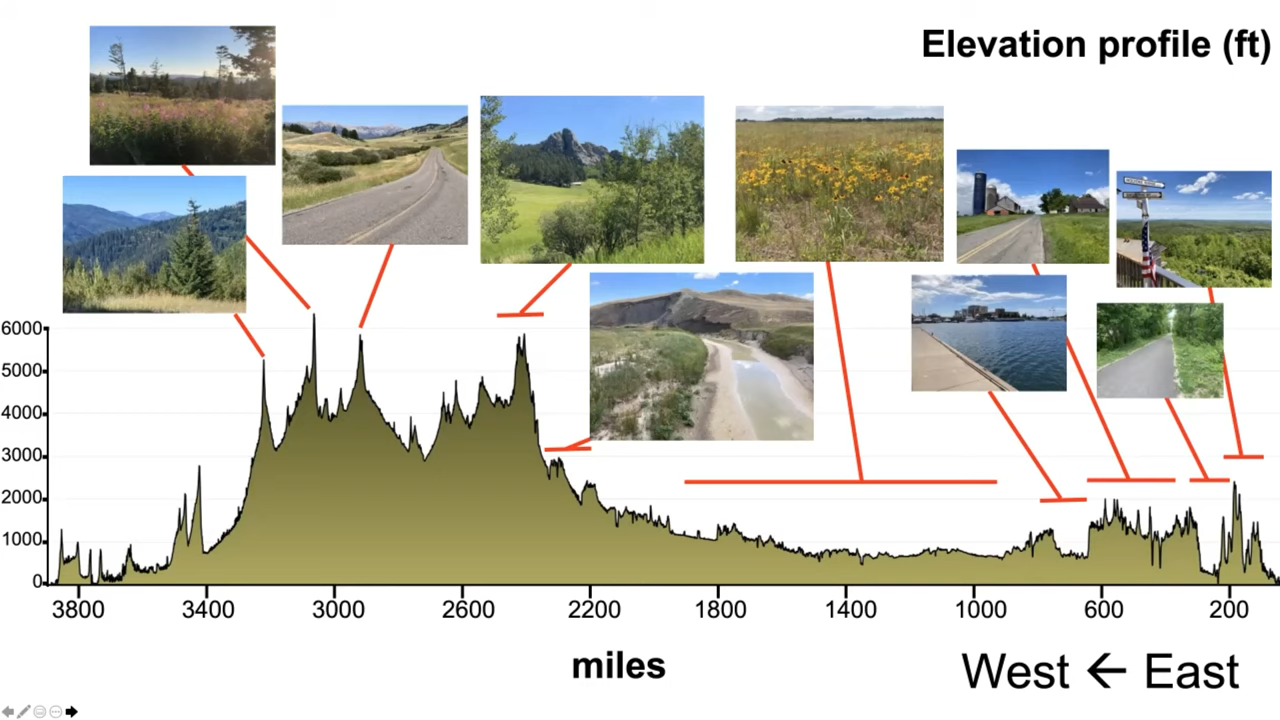 Elevation profile (ft)
6000
5000
4000
3000
2000
1000
0
3800 3400 3000 2600 2200 1800 1400 1000 600 200
miles
West ← East